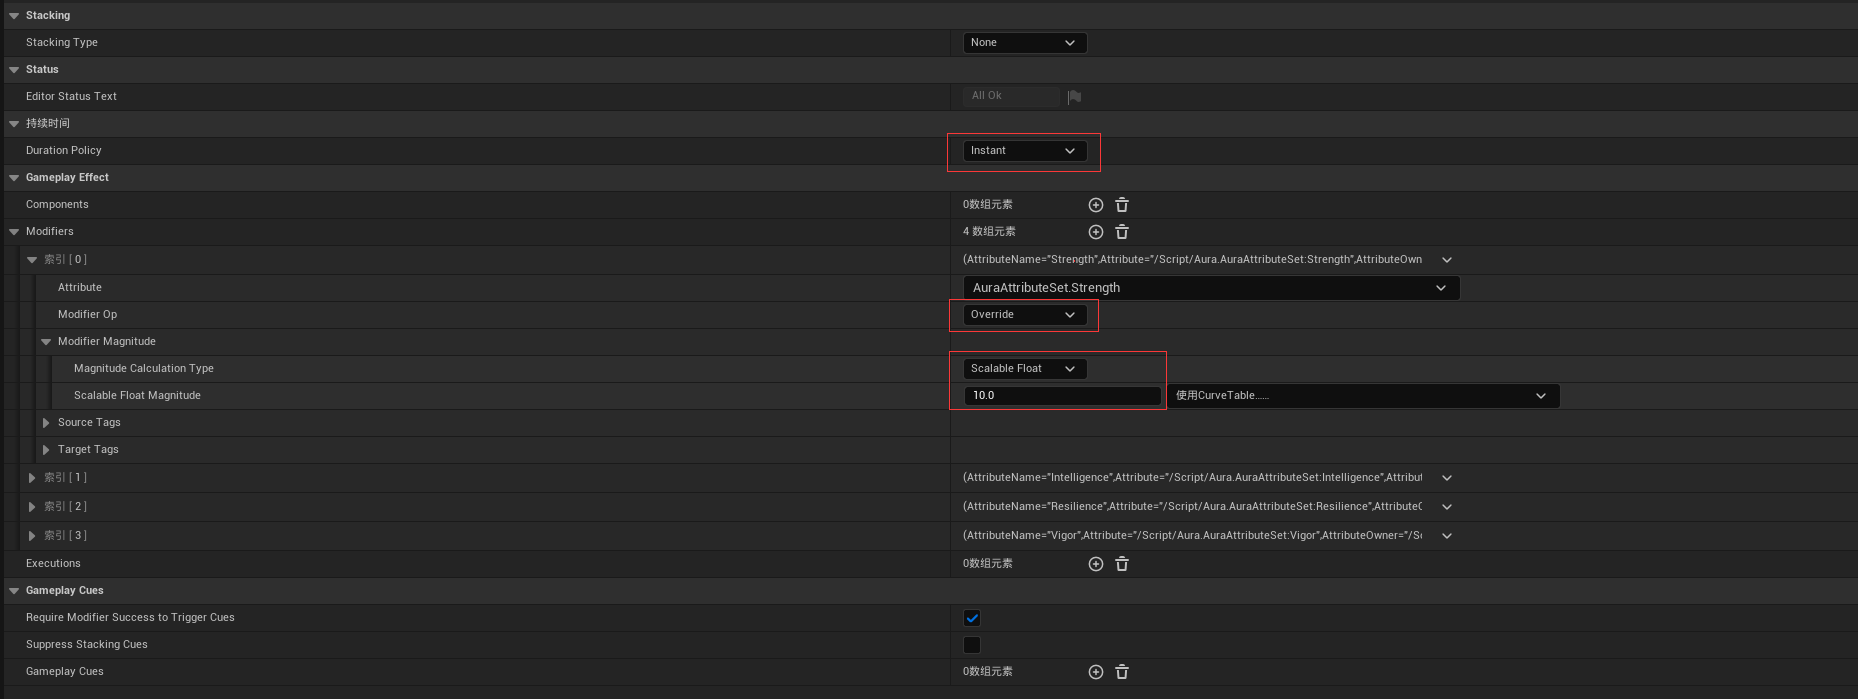 Stacking
Stacking Type None
Status
Editor Status Text All Ok
持续时间
Duration Policy Instant
Gameplay Effect
Components 0数组元素
Modifiers 4 数组元素
索引 [ 0 ] (AttributeName="Strength",Attribute="/Script/Aura.AuraAttributeSet:Strength",AttributeOwn
Attribute AuraAttributeSet.Strength
Modifier Op Override
Modifier Magnitude
Magnitude Calculation Type Scalable Float
Scalable Float Magnitude 10.0 使用CurveTable......
Source Tags
Target Tags
索引 [ 1 ] (AttributeName="Intelligence",Attribute="/Script/Aura.AuraAttributeSet:Intelligence",Attribut
索引 [ 2 ] (AttributeName="Resilience",Attribute="/Script/Aura.AuraAttributeSet:Resilience",Attribute
索引 [ 3 ] (AttributeName="Vigor",Attribute="/Script/Aura.AuraAttributeSet:Vigor",AttributeOwner="/Sc
Executions 0数组元素
Gameplay Cues
Require Modifier Success to Trigger Cues
Suppress Stacking Cues
Gameplay Cues 0数组元素